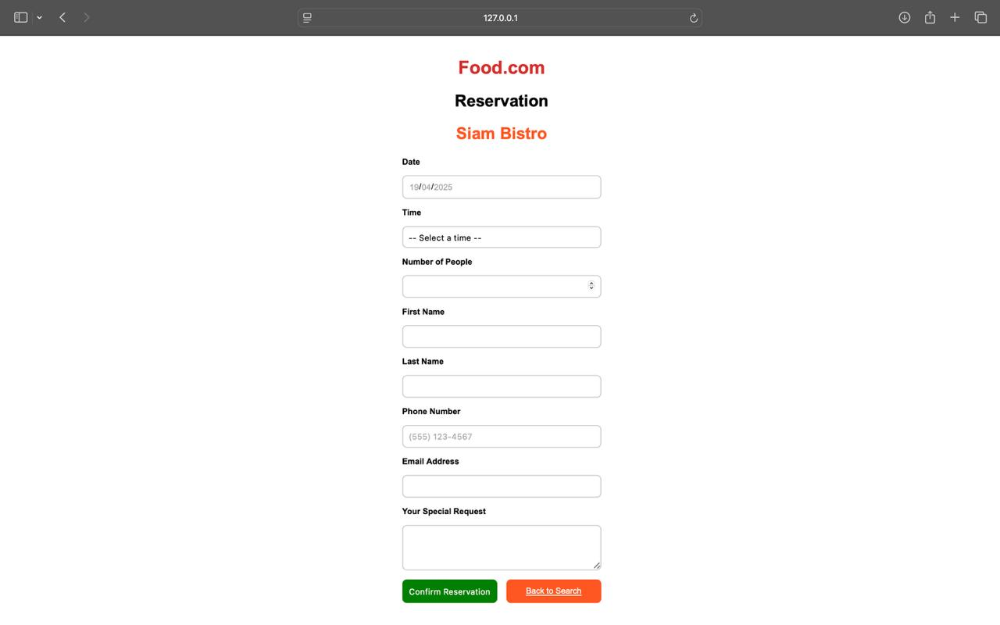 127.0.0.1
Food.com
Reservation
Siam Bistro
Date
19/04/2025
Time
-- Select a time --
Number of People
First Name
Last Name
Phone Number
(555) 123-4567
Email Address
Your Special Request
Confirm Reservation
Back to Search